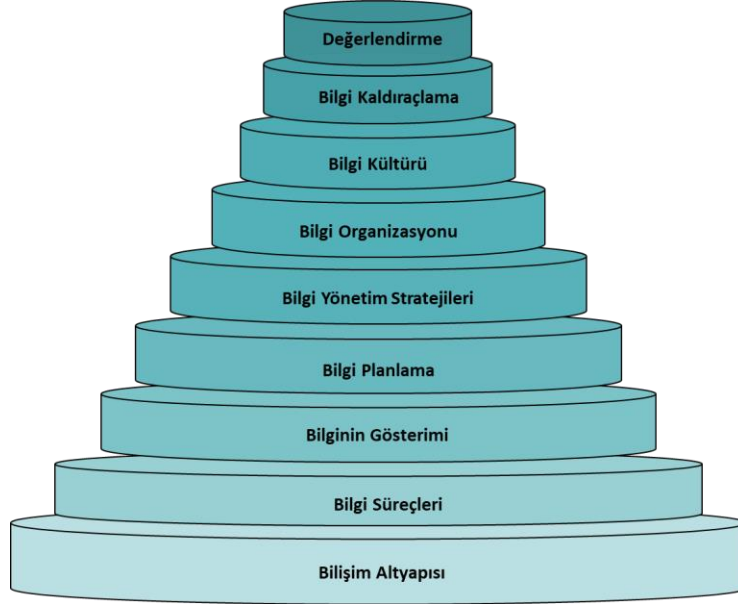 Değerlendirme
Bilgi Kaldıraçlama
Bilgi Kültürü
Bilgi Organizasyonu
Bilgi Yönetim Stratejileri
Bilgi Planlama
Bilginin Gösterimi
Bilgi Süreçleri
Bilişim Altyapısı